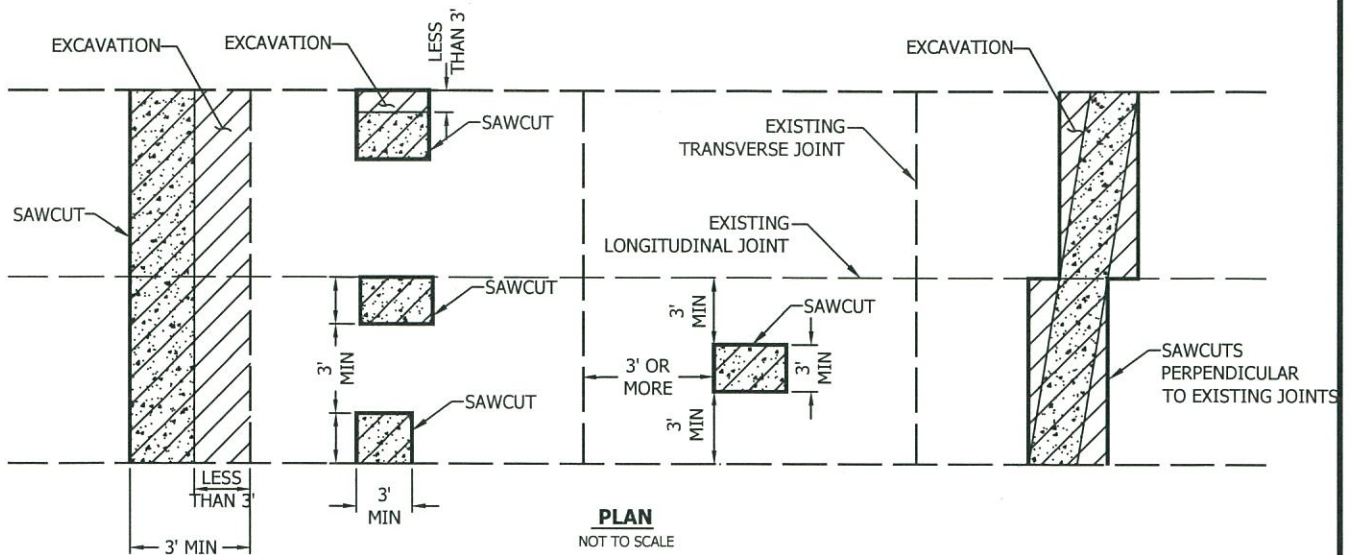 EXCAVATION
EXCAVATION
LESS
THAN 3'
EXCAVATION
SAWCUT
EXISTING
TRANSVERSE JOINT
SAWCUT
EXISTING
LONGITUDINAL JOINT
SAWCUT
3'
MIN
SAWCUT
3'
MIN
3' OR
MORE
3'
MIN
SAWCUTS
PERPENDICULAR
TO EXISTING JOINTS
SAWCUT
3'
MIN
LESS
THAN 3'
3'
MIN
3' MIN
PLAN
NOT TO SCALE